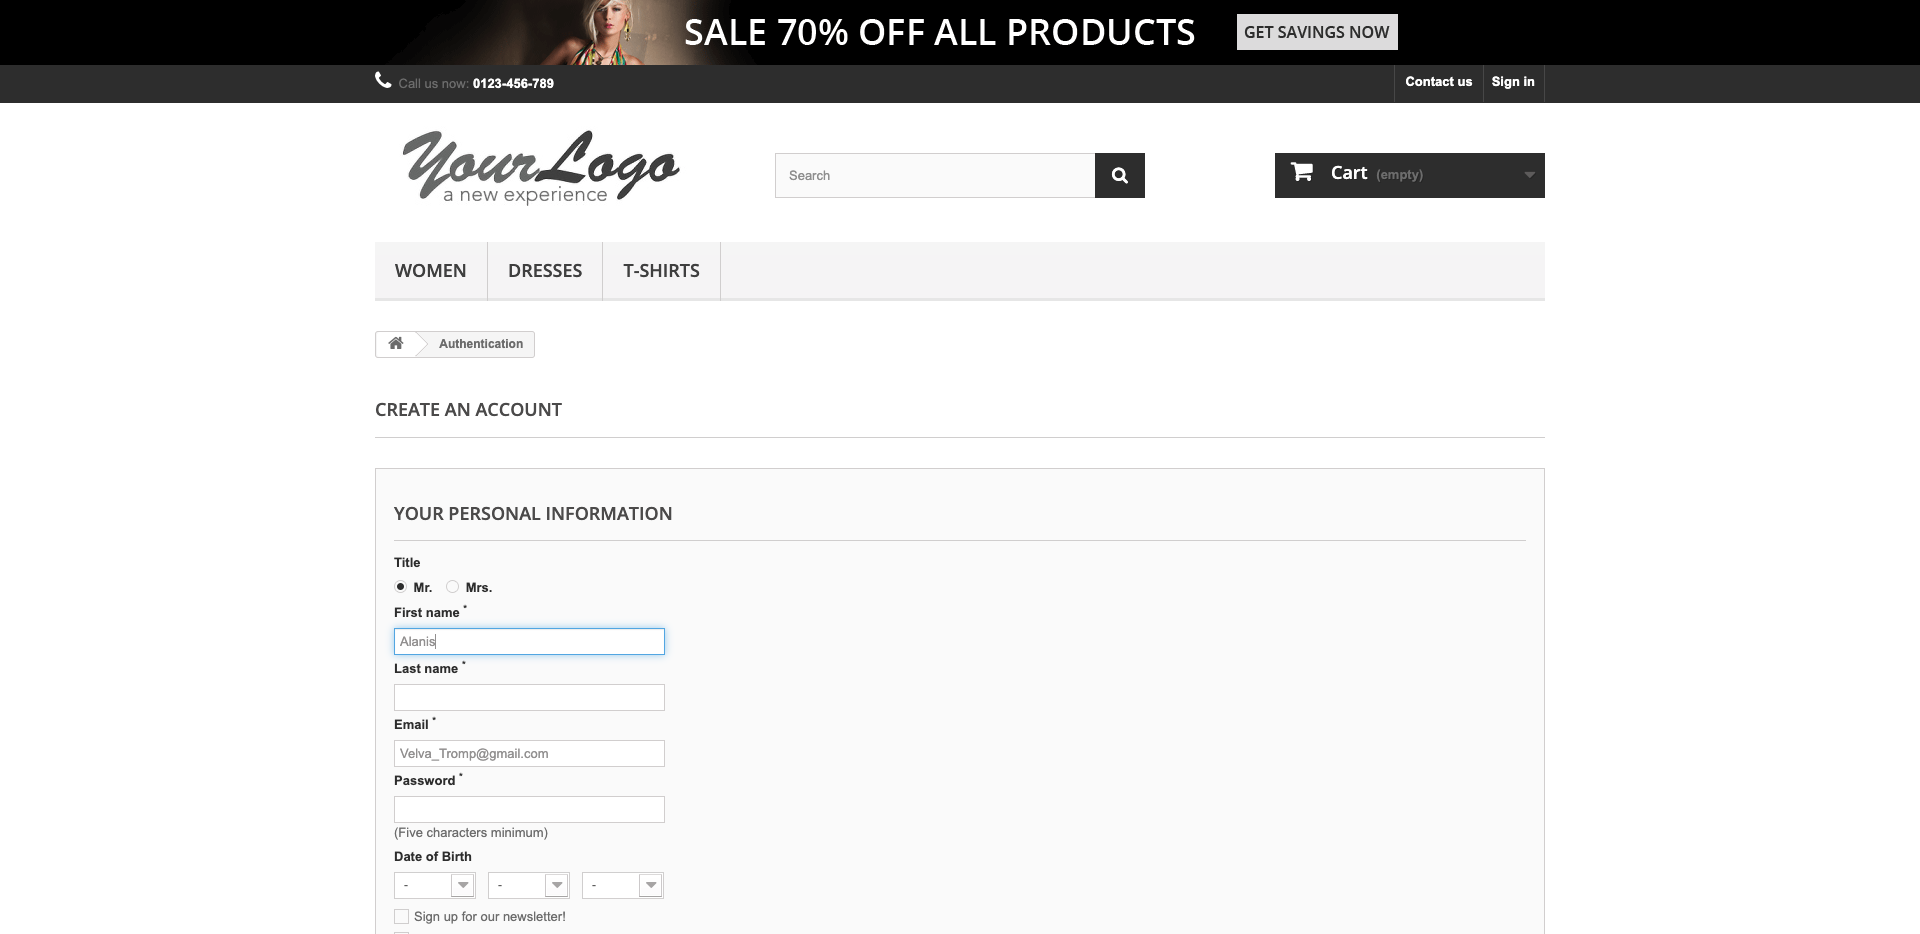 SALE 70% OFF ALL PRODUCTS GET SAVINGS NOW
Call us now: 0123-456-789 Contact us Sign in
YourLogo
a new experience
Search
Cart (empty)
WOMEN DRESSES T-SHIRTS
Authentication
CREATE AN ACCOUNT
YOUR PERSONAL INFORMATION
Title
Mr. Mrs.
First name *
Alanis
Last name *
Email *
Velva_Tromp@gmail.com
Password *
(Five characters minimum)
Date of Birth
- - -
Sign up for our newsletter!